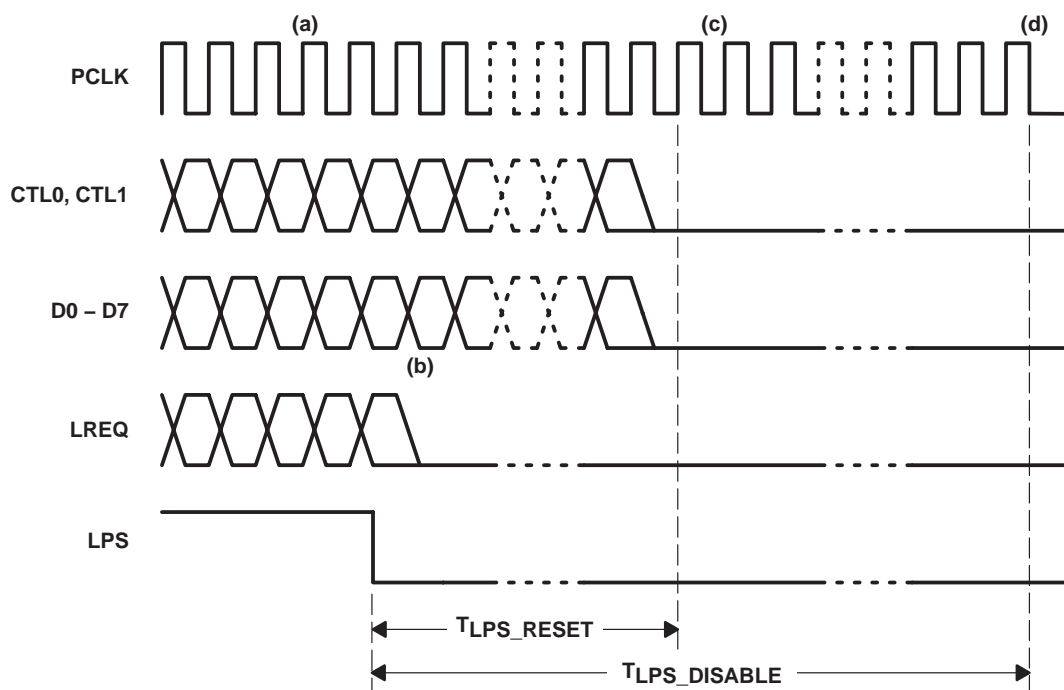 (a) (c) (d)
PCLK
CTL0, CTL1
D0 – D7
(b)
LREQ
LPS
TLPS_RESET
TLPS_DISABLE